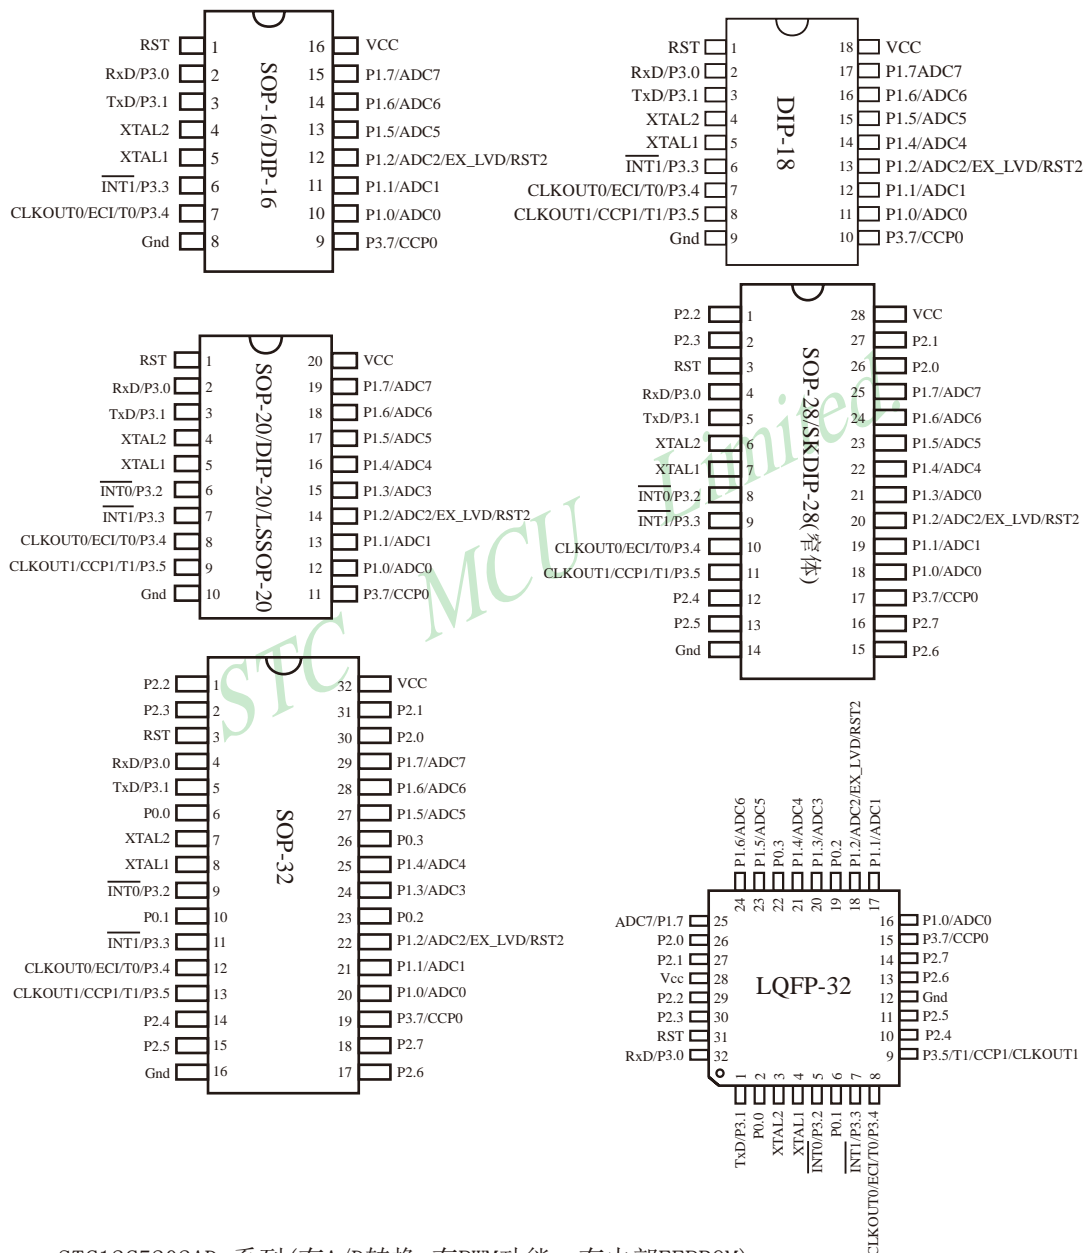 SOP-16/DIP-16
RST 1 16 VCC
RxD/P3.0 2 15 P1.7/ADC7
TxD/P3.1 3 14 P1.6/ADC6
XTAL2 4 13 P1.5/ADC5
XTAL1 5 12 P1.2/ADC2/EX_LVD/RST2
INT1/P3.3 6 11 P1.1/ADC1
CLKOUT0/ECI/T0/P3.4 7 10 P1.0/ADC0
Gnd 8 9 P3.7/CCP0
DIP-18
RST 1 18 VCC
RxD/P3.0 2 17 P1.7ADC7
TxD/P3.1 3 16 P1.6/ADC6
XTAL2 4 15 P1.5/ADC5
XTAL1 5 14 P1.4/ADC4
INT1/P3.3 6 13 P1.2/ADC2/EX_LVD/RST2
CLKOUT0/ECI/T0/P3.4 7 12 P1.1/ADC1
CLKOUT1/CCP1/T1/P3.5 8 11 P1.0/ADC0
Gnd 9 10 P3.7/CCP0
SOP-20/DIP-20/LSSOP-20
RST 1 20 VCC
RxD/P3.0 2 19 P1.7/ADC7
TxD/P3.1 3 18 P1.6/ADC6
XTAL2 4 17 P1.5/ADC5
XTAL1 5 16 P1.4/ADC4
INT0/P3.2 6 15 P1.3/ADC3
INT1/P3.3 7 14 P1.2/ADC2/EX_LVD/RST2
CLKOUT0/ECI/T0/P3.4 8 13 P1.1/ADC1
CLKOUT1/CCP1/T1/P3.5 9 12 P1.0/ADC0
Gnd 10 11 P3.7/CCP0
SOP-28/SKDIP-28(窄体)
P2.2 1 28 VCC
P2.3 2 27 P2.1
RST 3 26 P2.0
RxD/P3.0 4 25 P1.7/ADC7
TxD/P3.1 5 24 P1.6/ADC6
XTAL2 6 23 P1.5/ADC5
XTAL1 7 22 P1.4/ADC4
INT0/P3.2 8 21 P1.3/ADC0
INT1/P3.3 9 20 P1.2/ADC2/EX_LVD/RST2
CLKOUT0/ECI/T0/P3.4 10 19 P1.1/ADC1
CLKOUT1/CCP1/T1/P3.5 11 18 P1.0/ADC0
P2.4 12 17 P3.7/CCP0
P2.5 13 16 P2.7
Gnd 14 15 P2.6
STC MCU Limited.
SOP-32
P2.2 1 32 VCC
P2.3 2 31 P2.1
RST 3 30 P2.0
RxD/P3.0 4 29 P1.7/ADC7
TxD/P3.1 5 28 P1.6/ADC6
P0.0 6 27 P1.5/ADC5
XTAL2 7 26 P0.3
XTAL1 8 25 P1.4/ADC4
INT0/P3.2 9 24 P1.3/ADC3
P0.1 10 23 P0.2
INT1/P3.3 11 22 P1.2/ADC2/EX_LVD/RST2
CLKOUT0/ECI/T0/P3.4 12 21 P1.1/ADC1
CLKOUT1/CCP1/T1/P3.5 13 20 P1.0/ADC0
P2.4 14 19 P3.7/CCP0
P2.5 15 18 P2.7
Gnd 16 17 P2.6
LQFP-32
P1.6/ADC6 24
P1.5/ADC5 23
P0.3 22
P1.4/ADC4 21
P1.3/ADC3 20
P0.2 19
P1.2/ADC2/EX_LVD/RST2 18
P1.1/ADC1 17
ADC7/P1.7 25 16 P1.0/ADC0
P2.0 26 15 P3.7/CCP0
P2.1 27 14 P2.7
Vcc 28 13 P2.6
P2.2 29 12 Gnd
P2.3 30 11 P2.5
RST 31 10 P2.4
RxD/P3.0 32 9 P3.5/T1/CCP1/CLKOUT1
TxD/P3.1 1
P0.0 2
XTAL2 3
XTAL1 4
INT0/P3.2 5
P0.1 6
INT1/P3.3 7
CLKOUT0/ECI/T0/P3.4 8